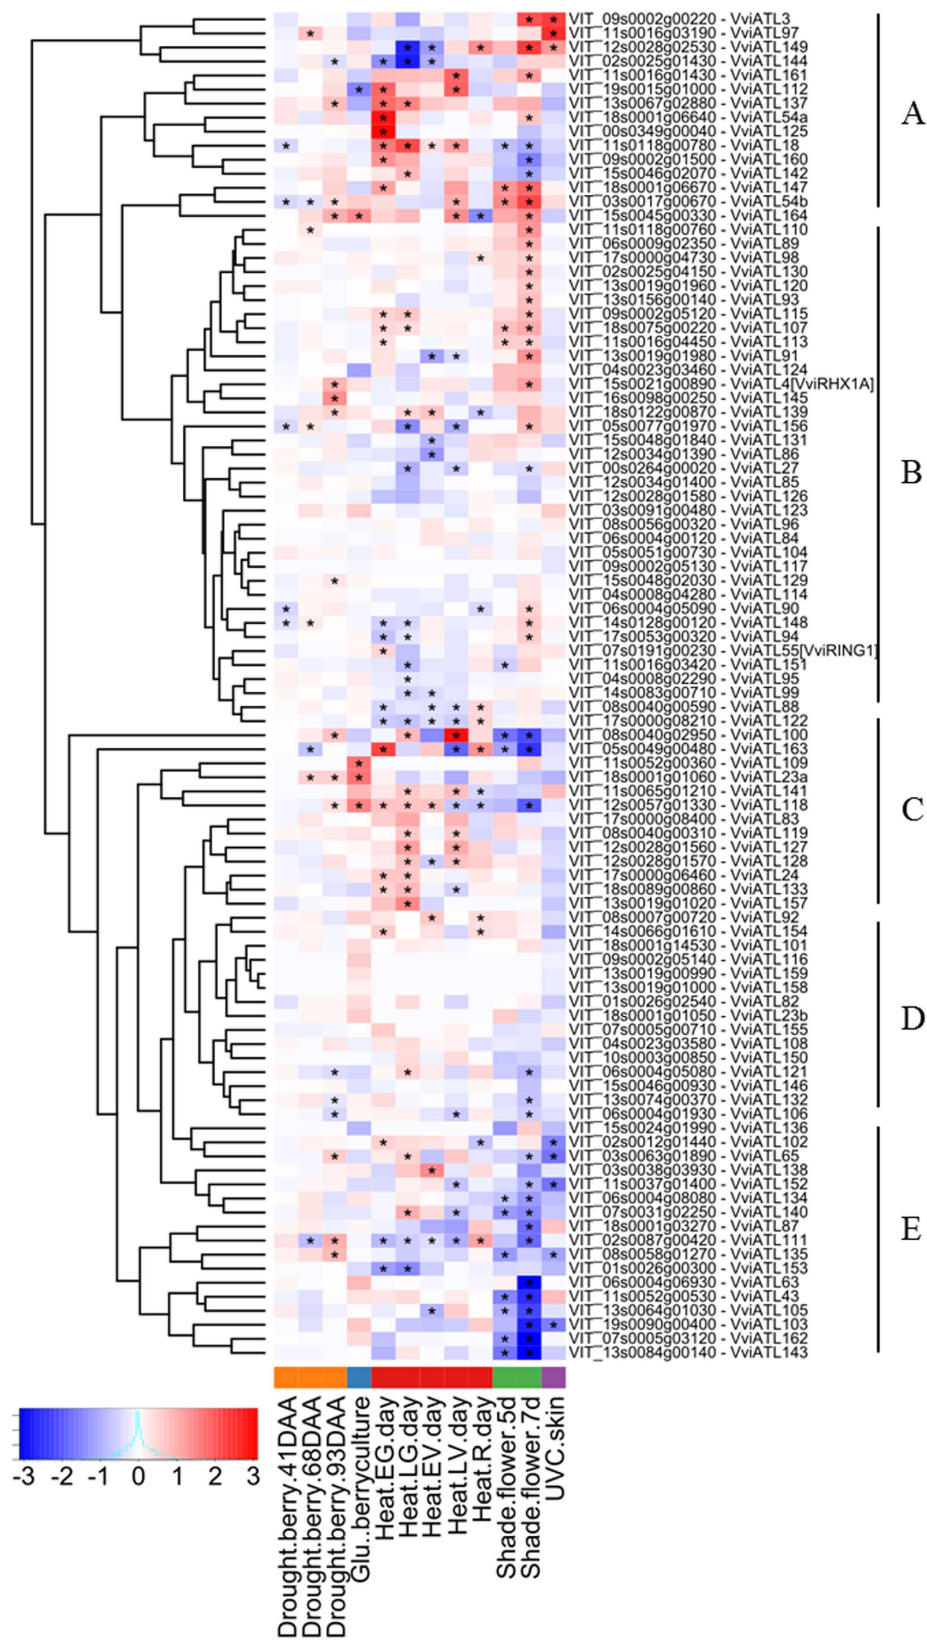 VIT_09s0002g00220 - VviATL3
VIT_11s0016g03190 - VviATL97
VIT_12s0028g02530 - VviATL149
VIT_02s0025g01430 - VviATL144
VIT_11s0016g01430 - VviATL161
VIT_19s0015g01000 - VviATL112
VIT_13s0067g02880 - VviATL137
A
VIT_18s0001g06640 - VviATL54a
VIT_00s0349g00040 - VviATL125
VIT_11s0118g00780 - VviATL18
VIT_09s0002g01500 - VviATL160
VIT_15s0046g02070 - VviATL142
VIT_18s0001g06670 - VviATL147
VIT_03s0017g00670 - VviATL54b
VIT_15s0045g00330 - VviATL164
VIT_11s0118g00760 - VviATL110
VIT_06s0009g02350 - VviATL89
VIT_17s0000g04730 - VviATL98
VIT_02s0025g04150 - VviATL130
VIT_13s0019g01960 - VviATL120
VIT_13s0156g00140 - VviATL93
VIT_09s0002g05120 - VviATL115
VIT_18s0075g00220 - VviATL107
VIT_11s0016g04450 - VviATL113
VIT_13s0019g01980 - VviATL91
VIT_04s0023g03460 - VviATL124
VIT_15s0021g00890 - VviATL4[VviRHX1A]
VIT_16s0098g00250 - VviATL145
VIT_18s0122g00870 - VviATL139
VIT_05s0077g01970 - VviATL156
VIT_15s0048g01840 - VviATL131
VIT_12s0034g01390 - VviATL86
VIT_00s0264g00020 - VviATL27
B
VIT_12s0034g01400 - VviATL85
VIT_12s0028g01580 - VviATL126
VIT_03s0091g00480 - VviATL123
VIT_08s0056g00320 - VviATL96
VIT_06s0004g00120 - VviATL84
VIT_05s0051g00730 - VviATL104
VIT_09s0002g05130 - VviATL117
VIT_15s0048g02030 - VviATL129
VIT_04s0008g04280 - VviATL114
VIT_06s0004g05090 - VviATL90
VIT_14s0128g00120 - VviATL148
VIT_17s0053g00320 - VviATL94
VIT_07s0191g00230 - VviATL55[VviRING1]
VIT_11s0016g03420 - VviATL151
VIT_04s0008g02290 - VviATL95
VIT_14s0083g00710 - VviATL99
VIT_08s0040g00590 - VviATL88
VIT_17s0000g08210 - VviATL122
VIT_08s0040g02950 - VviATL100
VIT_05s0049g00480 - VviATL163
VIT_11s0052g00360 - VviATL109
VIT_18s0001g01060 - VviATL23a
VIT_11s0065g01210 - VviATL141
VIT_12s0057g01330 - VviATL118
C
VIT_17s0000g08400 - VviATL83
VIT_08s0040g00310 - VviATL119
VIT_12s0028g01560 - VviATL127
VIT_12s0028g01570 - VviATL128
VIT_17s0000g06460 - VviATL24
VIT_18s0089g00860 - VviATL133
VIT_13s0019g01020 - VviATL157
VIT_08s0007g00720 - VviATL92
VIT_14s0066g01610 - VviATL154
VIT_18s0001g14530 - VviATL101
VIT_09s0002g05140 - VviATL116
VIT_13s0019g00990 - VviATL159
VIT_13s0019g01000 - VviATL158
VIT_01s0026g02540 - VviATL82
VIT_18s0001g01050 - VviATL23b
D
VIT_07s0005g00710 - VviATL155
VIT_04s0023g03580 - VviATL108
VIT_10s0003g00850 - VviATL150
VIT_06s0004g05080 - VviATL121
VIT_15s0046g00930 - VviATL146
VIT_13s0074g00370 - VviATL132
VIT_06s0004g01930 - VviATL106
VIT_15s0024g01990 - VviATL136
VIT_02s0012g01440 - VviATL102
VIT_03s0063g01890 - VviATL65
VIT_03s0038g03930 - VviATL138
VIT_11s0037g01400 - VviATL152
VIT_06s0004g08080 - VviATL134
VIT_07s0031g02250 - VviATL140
VIT_18s0001g03270 - VviATL87
E
VIT_02s0087g00420 - VviATL111
VIT_08s0058g01270 - VviATL135
VIT_01s0026g00300 - VviATL153
VIT_06s0004g06930 - VviATL63
VIT_11s0052g00530 - VviATL43
VIT_13s0064g01030 - VviATL105
VIT_19s0090g00400 - VviATL103
VIT_07s0005g03120 - VviATL162
VIT_13s0084g00140 - VviATL143
-3 -2 -1 0 1 2 3
Drought.berry.41DAA
Drought.berry.68DAA
Drought.berry.93DAA
Glu..berryculture
Heat.EG.day
Heat.LG.day
Heat.EV.day
Heat.LV.day
Heat.R.day
Shade.flower.5d
Shade.flower.7d
UVC.skin